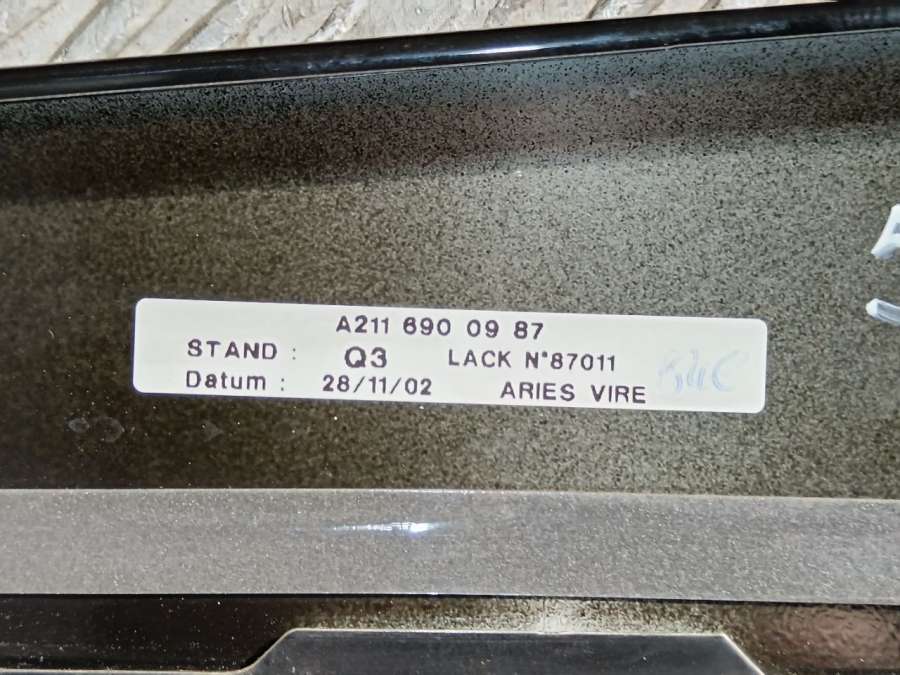 A211 690 09 87
STAND : Q3 LACK N°87011
Datum : 28/11/02 ARIES VIRE